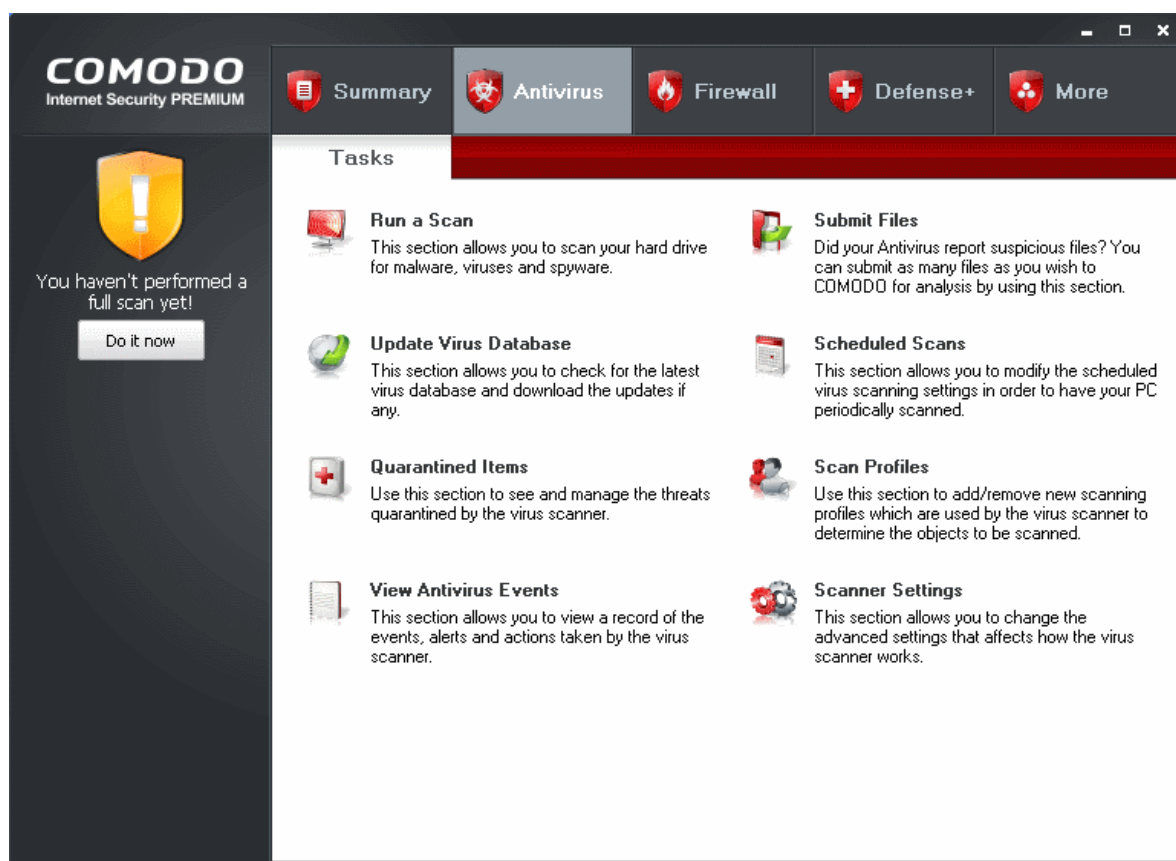 COMODO
Internet Security PREMIUM
Summary
Antivirus
Firewall
Defense+
More
You haven't performed a
full scan yet!
Do it now
Tasks
Run a Scan
This section allows you to scan your hard drive
for malware, viruses and spyware.
Submit Files
Did your Antivirus report suspicious files? You
can submit as many files as you wish to
COMODO for analysis by using this section.
Update Virus Database
This section allows you to check for the latest
virus database and download the updates if
any.
Scheduled Scans
This section allows you to modify the scheduled
virus scanning settings in order to have your PC
periodically scanned.
Quarantined Items
Use this section to see and manage the threats
quarantined by the virus scanner.
Scan Profiles
Use this section to add/remove new scanning
profiles which are used by the virus scanner to
determine the objects to be scanned.
View Antivirus Events
This section allows you to view a record of the
events, alerts and actions taken by the virus
scanner.
Scanner Settings
This section allows you to change the
advanced settings that affects how the virus
scanner works.